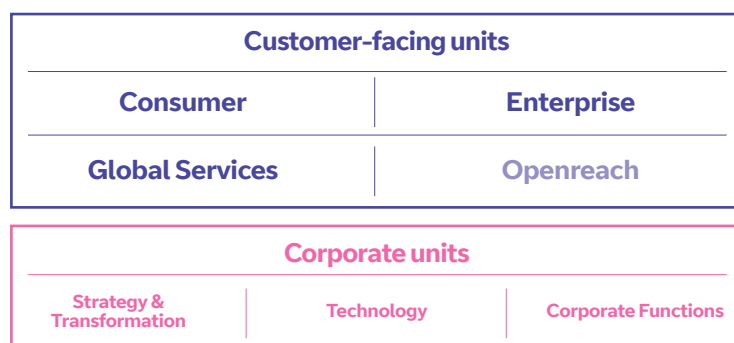 Customer-facing units
Consumer
Enterprise
Global Services
Openreach
Corporate units
Strategy &
Transformation
Technology
Corporate Functions